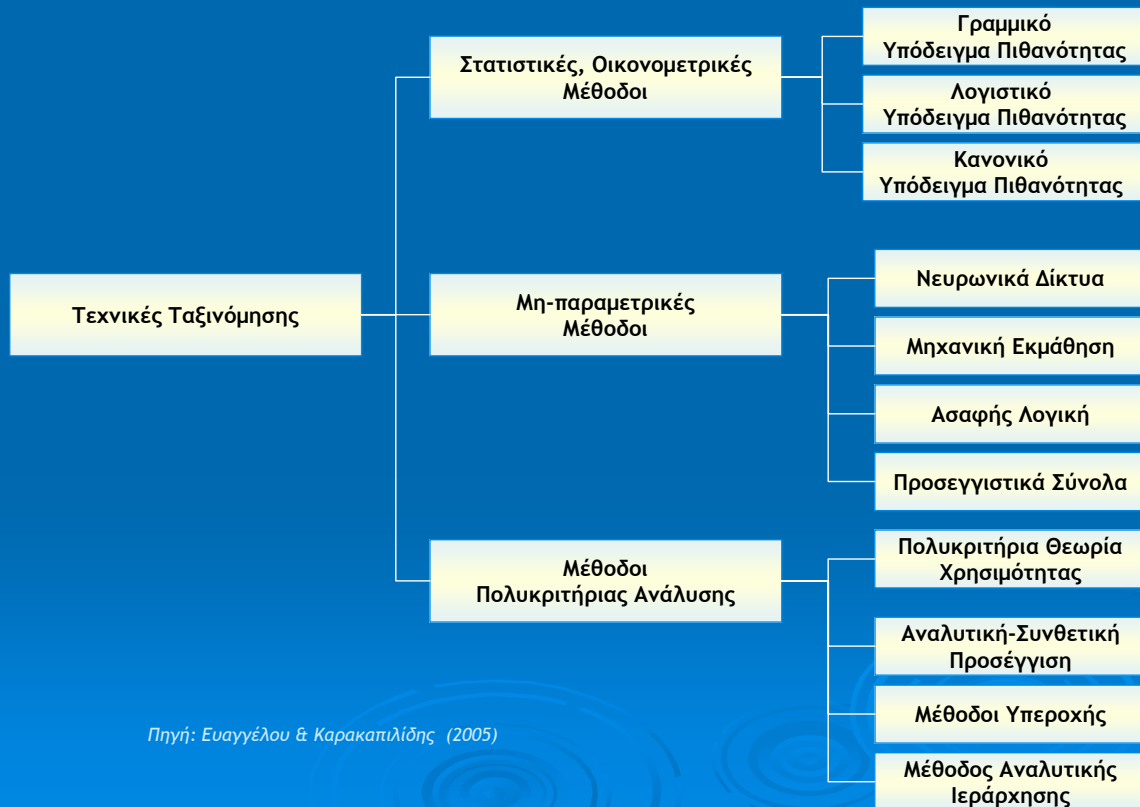 Τεχνικές Ταξινόμησης
Στατιστικές, Οικονομετρικές
Μέθοδοι
Γραμμικό
Υπόδειγμα Πιθανότητας
Λογιστικό
Υπόδειγμα Πιθανότητας
Κανονικό
Υπόδειγμα Πιθανότητας
Μη-παραμετρικές
Μέθοδοι
Νευρωνικά Δίκτυα
Μηχανική Εκμάθηση
Ασαφής Λογική
Προσεγγιστικά Σύνολα
Μέθοδοι
Πολυκριτήριας Ανάλυσης
Πολυκριτήρια Θεωρία
Χρησιμότητας
Αναλυτική-Συνθετική
Προσέγγιση
Μέθοδοι Υπεροχής
Μέθοδος Αναλυτικής
Ιεράρχησης
Πηγή: Ευαγγέλου & Καρακαπιλίδης (2005)